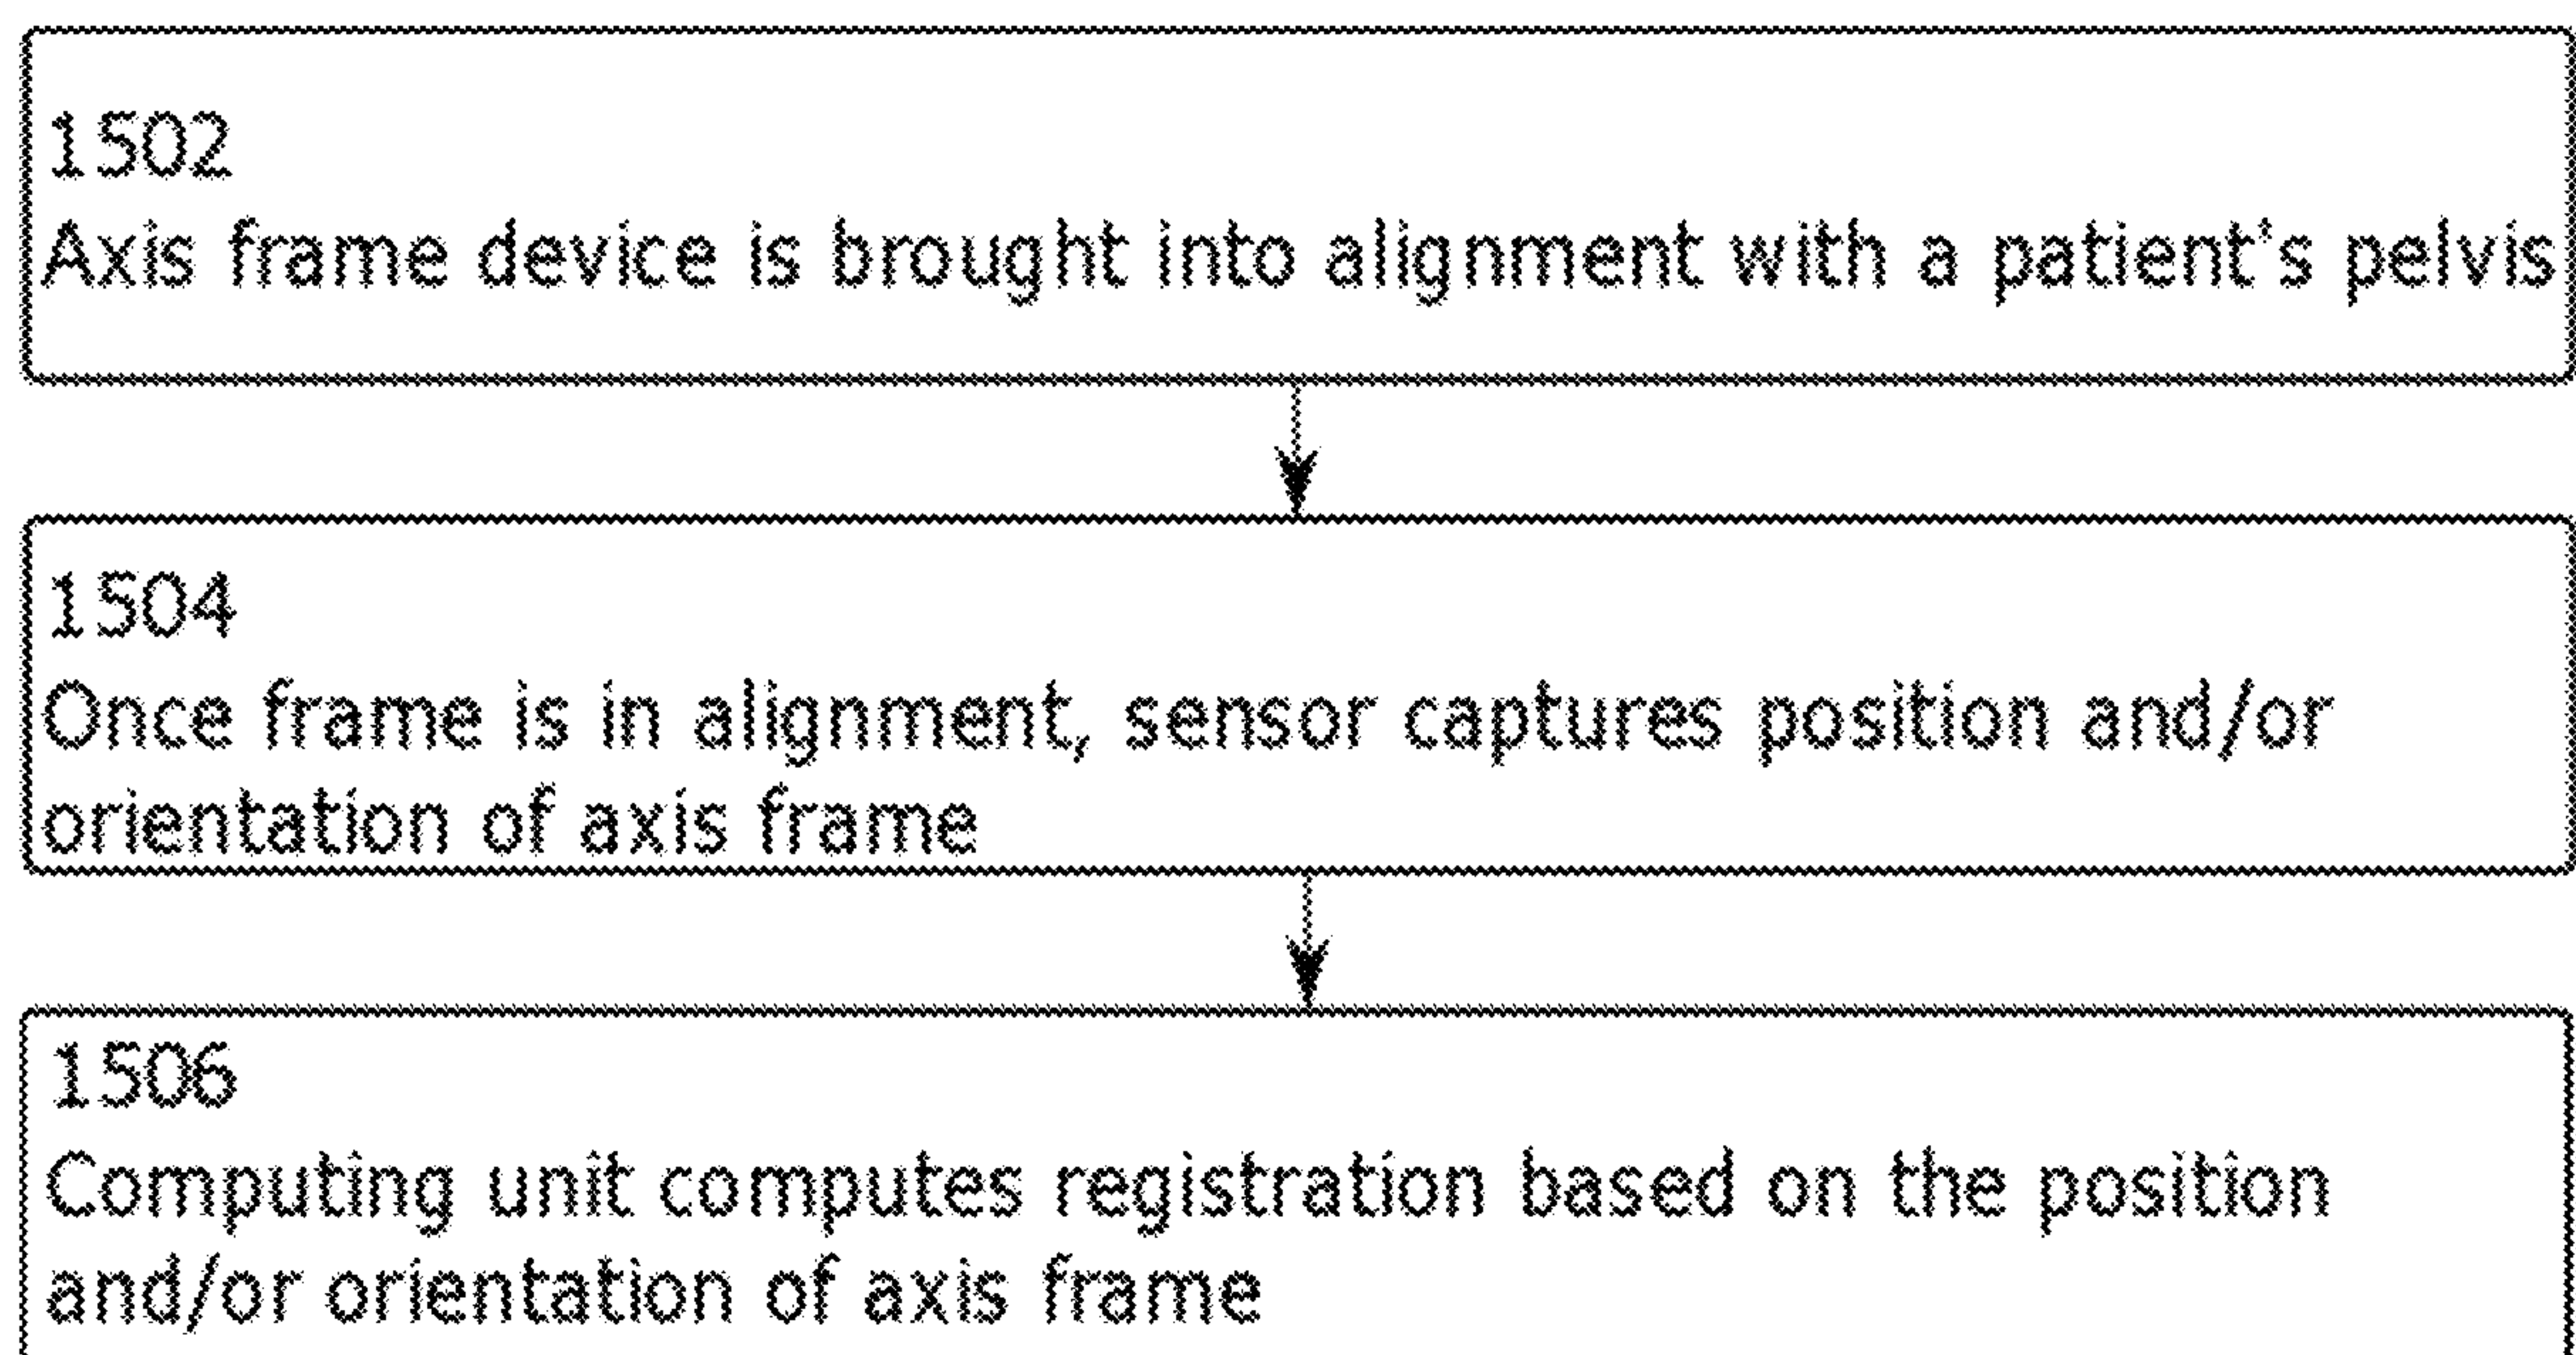 1502
Axis frame device is brought into alignment with a patient's pelvis
1504
Once frame is in alignment, sensor captures position and/or
orientation of axis frame
1506
Computing unit computes registration based on the position
and/or orientation of axis frame